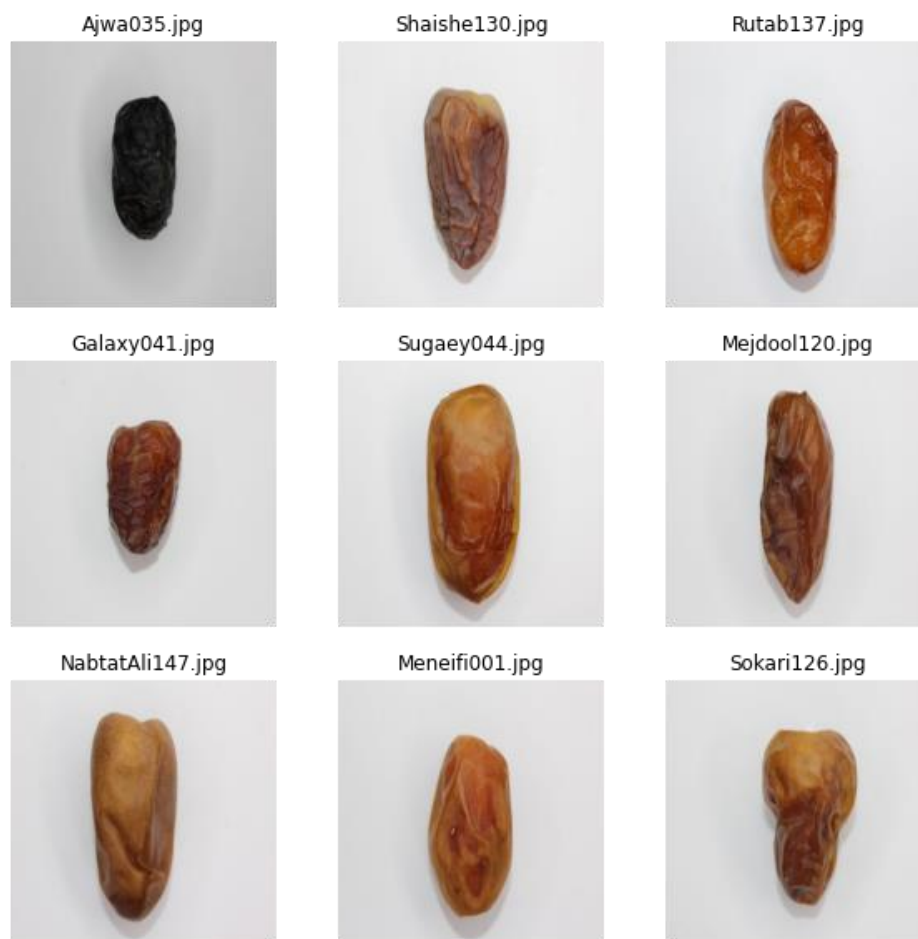 Ajwa035.jpg
Shaishe130.jpg
Rutab137.jpg
Galaxy041.jpg
Sugaey044.jpg
Mejdool120.jpg
NabtatAli147.jpg
Meneifi001.jpg
Sokari126.jpg